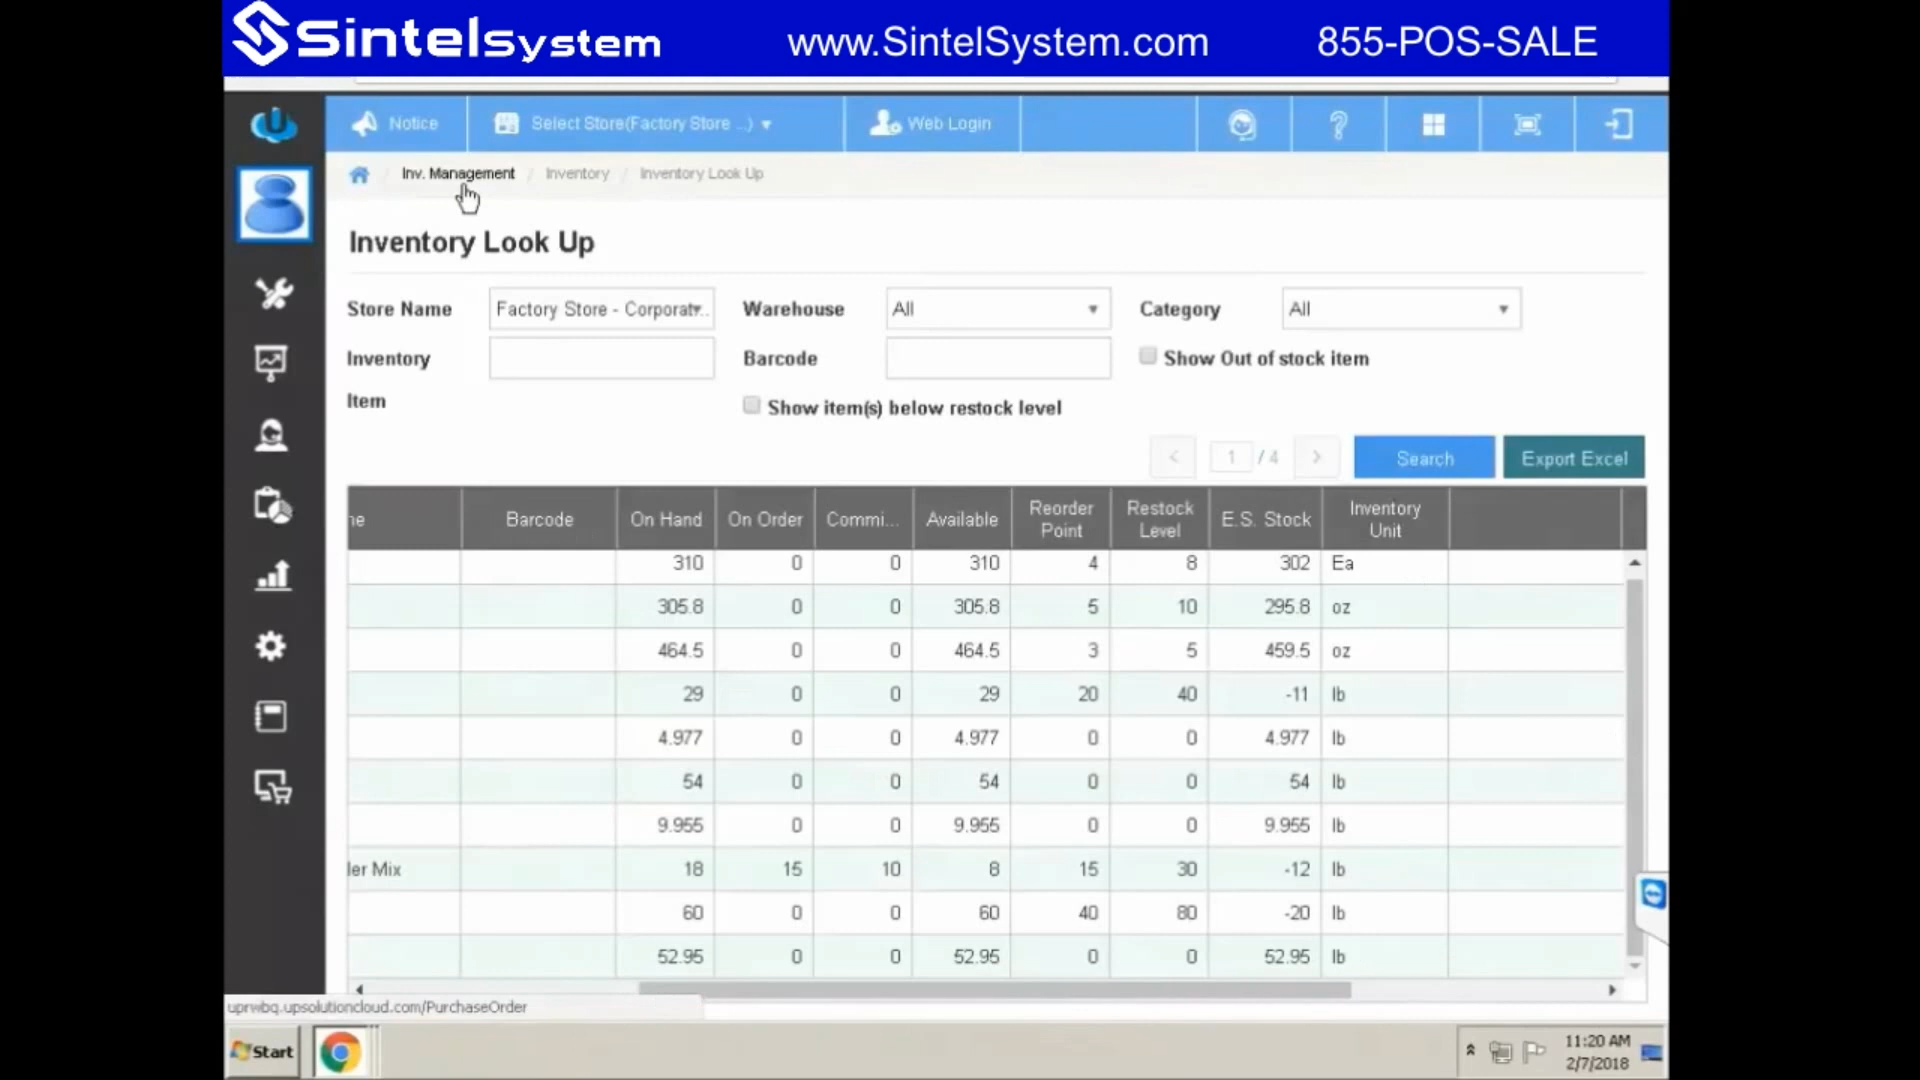 Sintelsystem www.SintelSystem.com 855-POS-SALE
Notice Select Store(Factory Store ...) Web Login
Inv. Management / Inventory / Inventory Look Up
Inventory Look Up
Store Name Factory Store - Corporat... Warehouse All Category All
Inventory Item Barcode Show Out of stock item
Show item(s) below restock level
< 1 / 4 > Search Export Excel
ne Barcode On Hand On Order Commi... Available Reorder Point Restock Level E.S. Stock Inventory Unit
310 0 0 310 4 8 302 Ea
305.8 0 0 305.8 5 10 295.8 oz
464.5 0 0 464.5 3 5 459.5 oz
29 0 0 29 20 40 -11 lb
4.977 0 0 4.977 0 0 4.977 lb
54 0 0 54 0 0 54 lb
9.955 0 0 9.955 0 0 9.955 lb
ler Mix 18 15 10 8 15 30 -12 lb
60 0 0 60 40 80 -20 lb
52.95 0 0 52.95 0 0 52.95 lb
uprwbq.upsolutioncloud.com/PurchaseOrder
Start 11:20 AM
2/7/2018